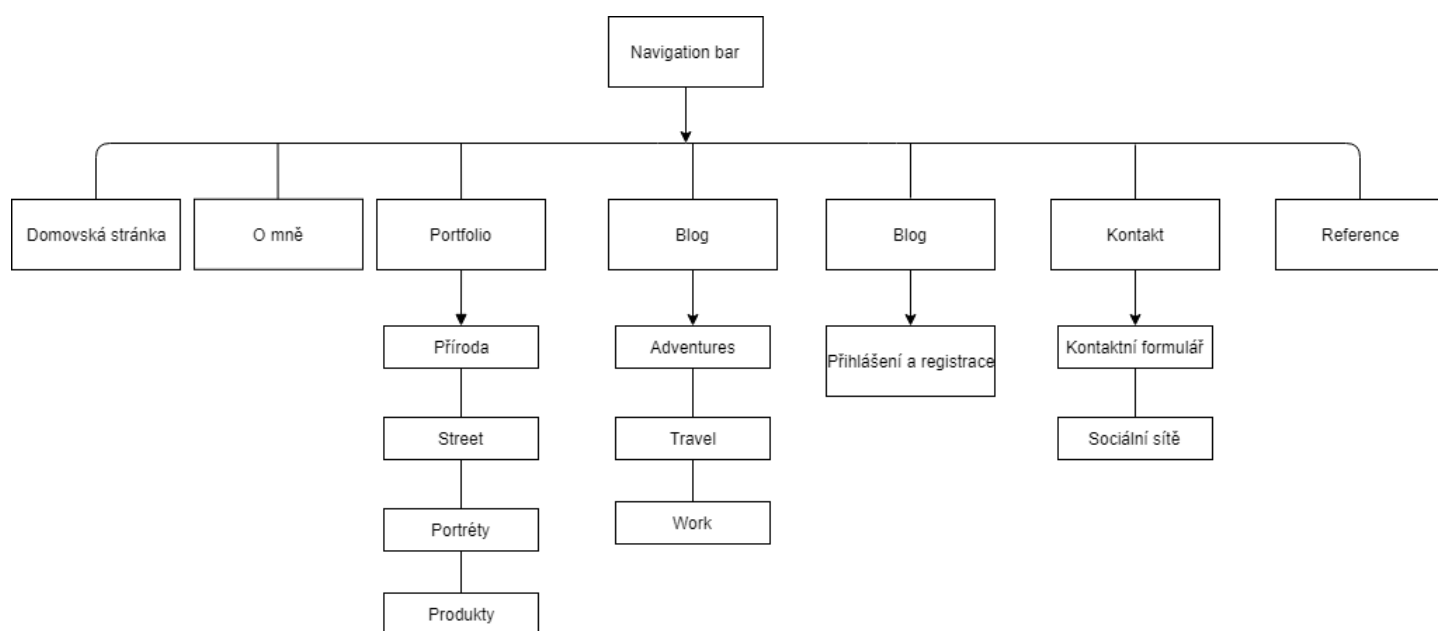 Navigation bar
Domovská stránka
O mně
Portfolio
Blog
Blog
Kontakt
Reference
Příroda
Adventures
Přihlášení a registrace
Kontaktní formulář
Street
Travel
Sociální sítě
Portréty
Work
Produkty